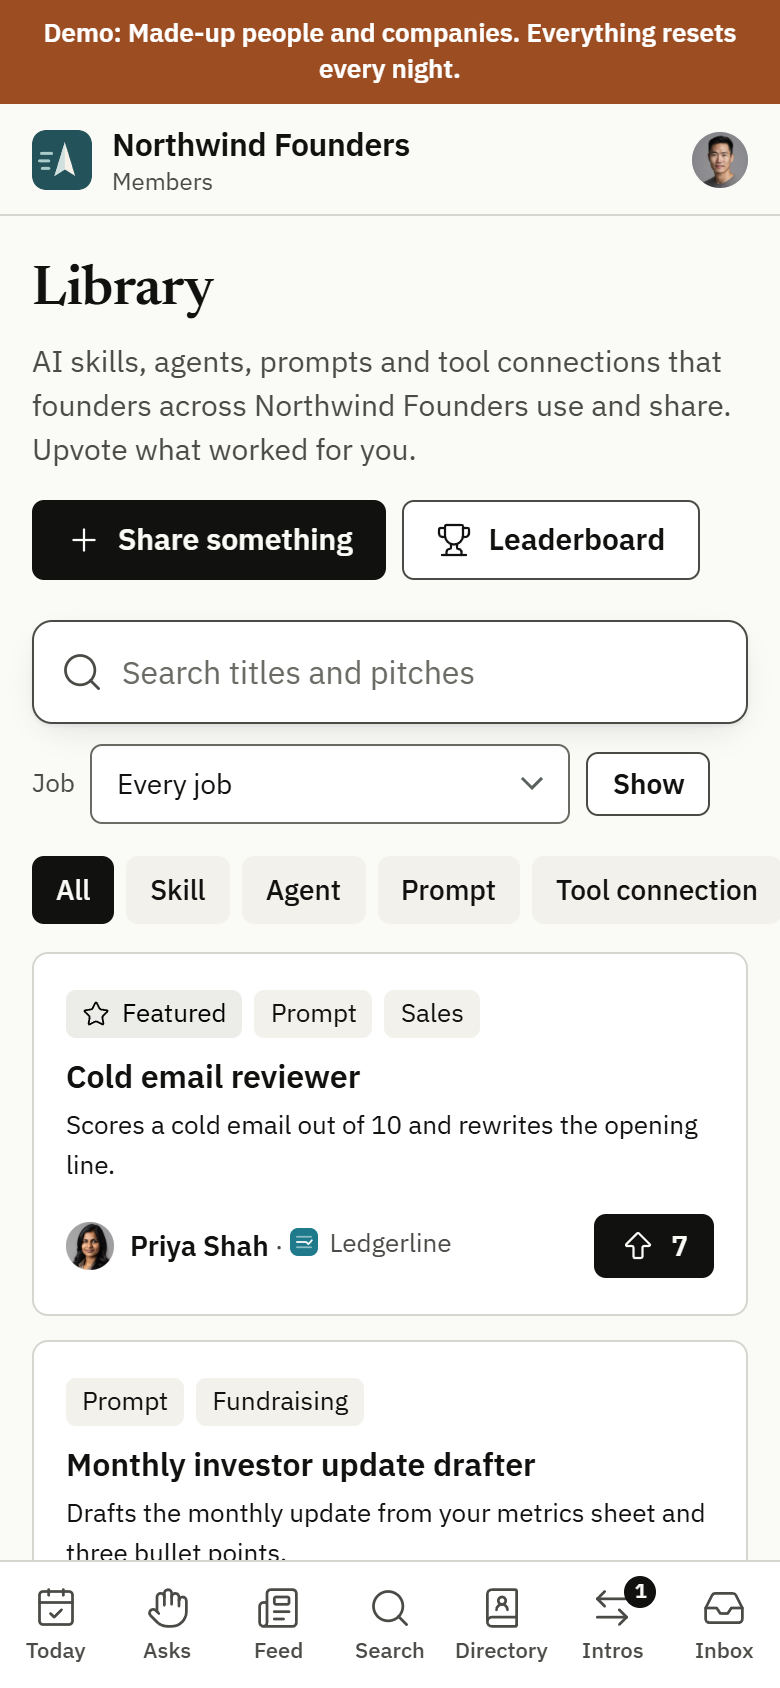 Demo: Made-up people and companies. Everything resets
every night.
Northwind Founders
Members
Library
AI skills, agents, prompts and tool connections that
founders across Northwind Founders use and share.
Upvote what worked for you.
Share something
Leaderboard
Search titles and pitches
Job
Every job
Show
All
Skill
Agent
Prompt
Tool connection
Featured
Prompt
Sales
Cold email reviewer
Scores a cold email out of 10 and rewrites the opening
line.
Priya Shah · Ledgerline
7
Prompt
Fundraising
Monthly investor update drafter
Drafts the monthly update from your metrics sheet and
three bullet points.
1
Today
Asks
Feed
Search
Directory
Intros
Inbox